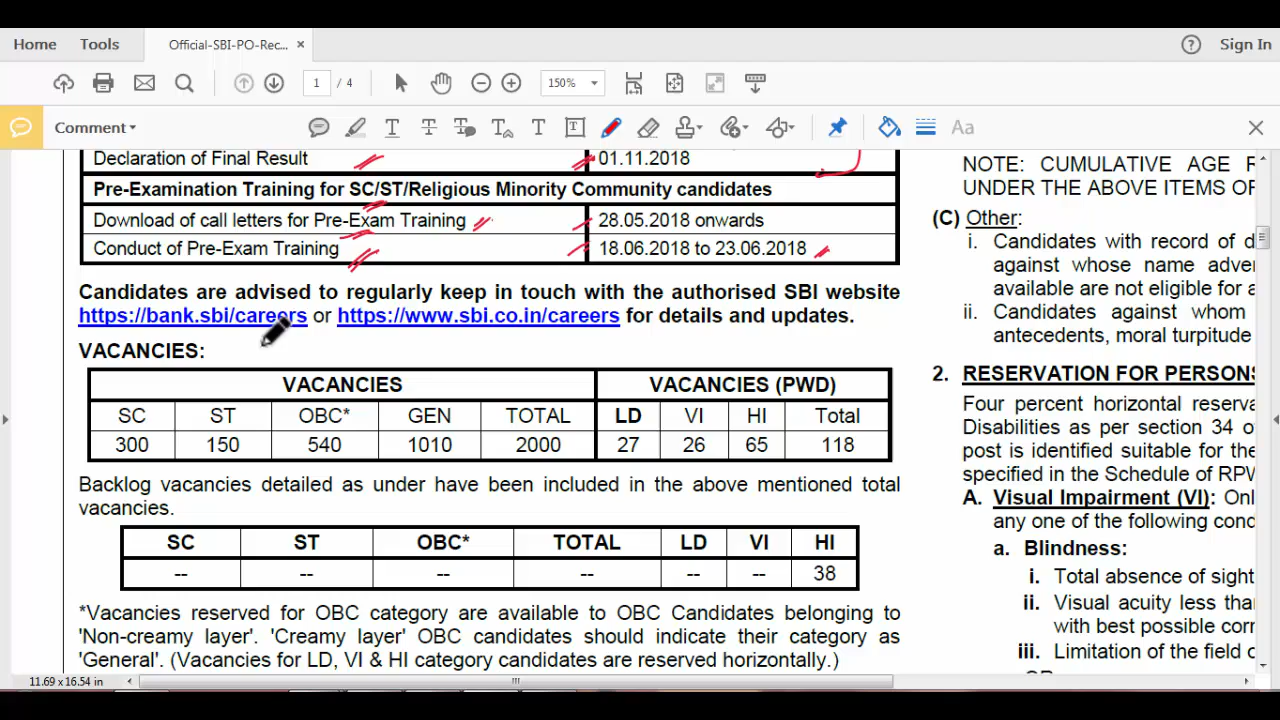 Home Tools Official-SBI-PO-Rec... × ? Sign In
1 / 4 150%
Comment Aa
Declaration of Final Result 01.11.2018
Pre-Examination Training for SC/ST/Religious Minority Community candidates
Download of call letters for Pre-Exam Training 28.05.2018 onwards
Conduct of Pre-Exam Training 18.06.2018 to 23.06.2018
Candidates are advised to regularly keep in touch with the authorised SBI website
https://bank.sbi/careers or https://www.sbi.co.in/careers for details and updates.
VACANCIES:
VACANCIES VACANCIES (PWD)
SC ST OBC* GEN TOTAL LD VI HI Total
300 150 540 1010 2000 27 26 65 118
Backlog vacancies detailed as under have been included in the above mentioned total
vacancies.
SC ST OBC* TOTAL LD VI HI
-- -- -- -- -- -- 38
*Vacancies reserved for OBC category are available to OBC Candidates belonging to
'Non-creamy layer'. 'Creamy layer' OBC candidates should indicate their category as
'General'. (Vacancies for LD, VI & HI category candidates are reserved horizontally.)
NOTE: CUMULATIVE AGE
UNDER THE ABOVE ITEMS
(C) Other:
i. Candidates with record of
against whose name
available are not eligible for
ii. Candidates against whom
antecedents, moral turpitude
2. RESERVATION FOR
Four percent horizontal
Disabilities as per section 34
post is identified suitable for the
specified in the Schedule of
A. Visual Impairment (VI):
any one of the following
a. Blindness:
i. Total absence of sight
ii. Visual acuity less
with best possible
iii. Limitation of the field
11.69 x 16.54 in